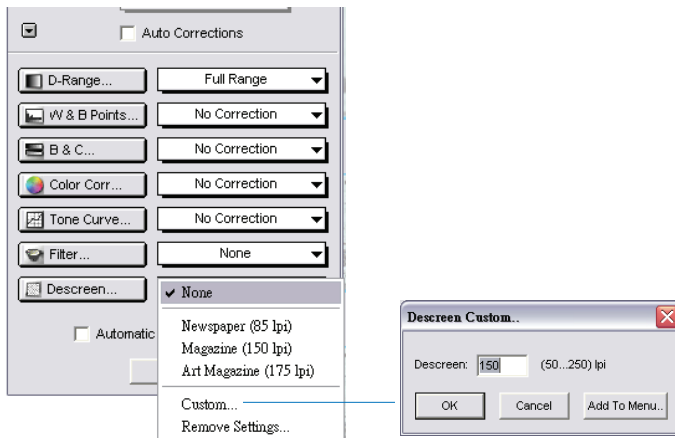 Auto Corrections
D-Range... Full Range
W & B Points... No Correction
B & C... No Correction
Color Corr... No Correction
Tone Curve... No Correction
Filter... None
Descreen...
✓ None
Newspaper (85 lpi)
Magazine (150 lpi)
Art Magazine (175 lpi)
Automatic
Custom...
Remove Settings...
Descreen Custom..
Descreen: 150 (50...250) lpi
OK Cancel Add To Menu..